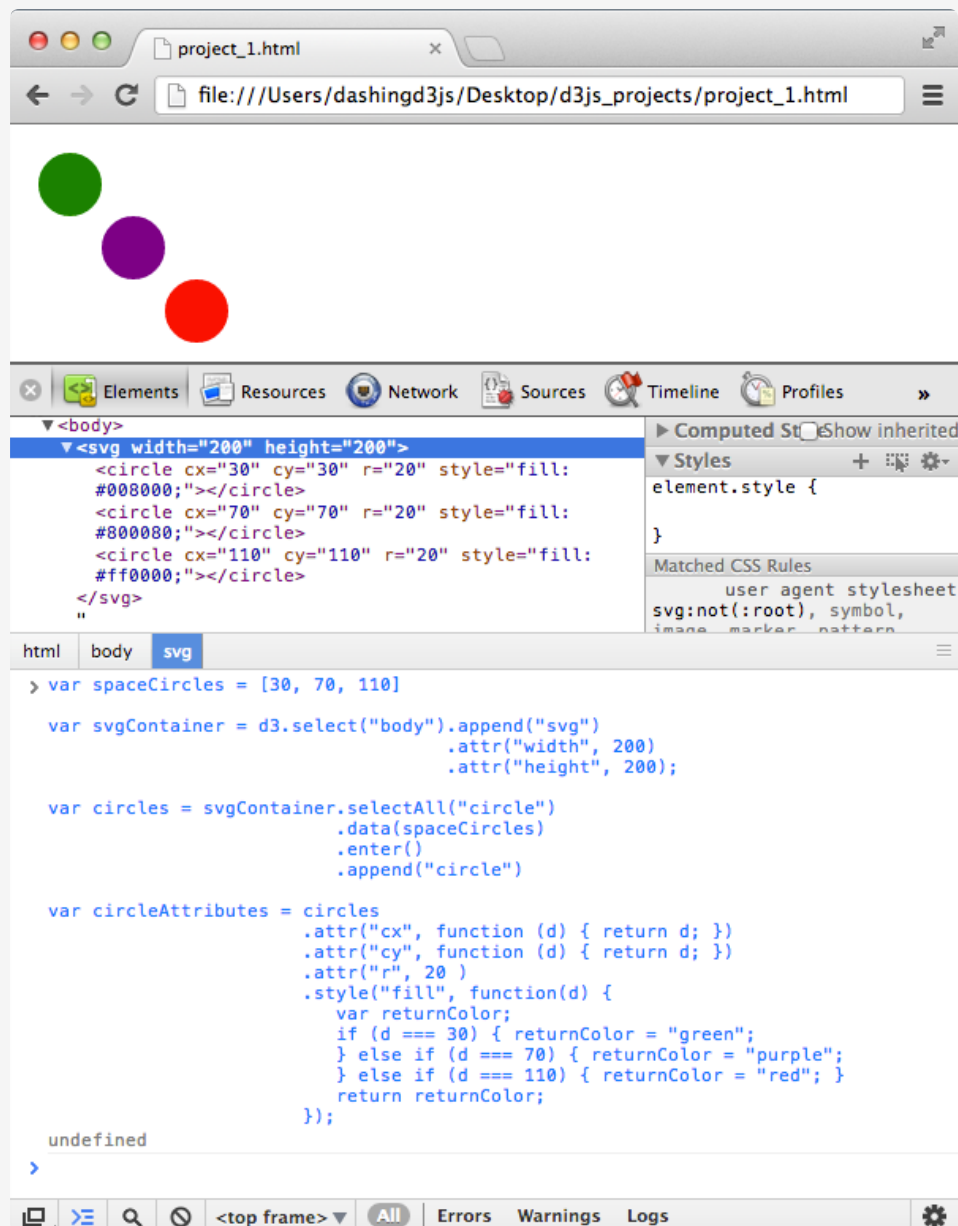 project_1.html
file:///Users/dashingd3js/Desktop/d3js_projects/project_1.html
Elements Resources Network Sources Timeline Profiles »
▼<body>
▼<svg width="200" height="200">
<circle cx="30" cy="30" r="20" style="fill:
#008000;"></circle>
<circle cx="70" cy="70" r="20" style="fill:
#800080;"></circle>
<circle cx="110" cy="110" r="20" style="fill:
#ff0000;"></circle>
</svg>
"
▶ Computed St Show inherited
▼ Styles
element.style {
}
Matched CSS Rules
user agent stylesheet
svg:not(:root), symbol,
image, marker, pattern,
html body svg
> var spaceCircles = [30, 70, 110]
var svgContainer = d3.select("body").append("svg")
.attr("width", 200)
.attr("height", 200);
var circles = svgContainer.selectAll("circle")
.data(spaceCircles)
.enter()
.append("circle")
var circleAttributes = circles
.attr("cx", function (d) { return d; })
.attr("cy", function (d) { return d; })
.attr("r", 20 )
.style("fill", function(d) {
var returnColor;
if (d === 30) { returnColor = "green";
} else if (d === 70) { returnColor = "purple";
} else if (d === 110) { returnColor = "red"; }
return returnColor;
});
undefined
>
<top frame> ▼ All Errors Warnings Logs